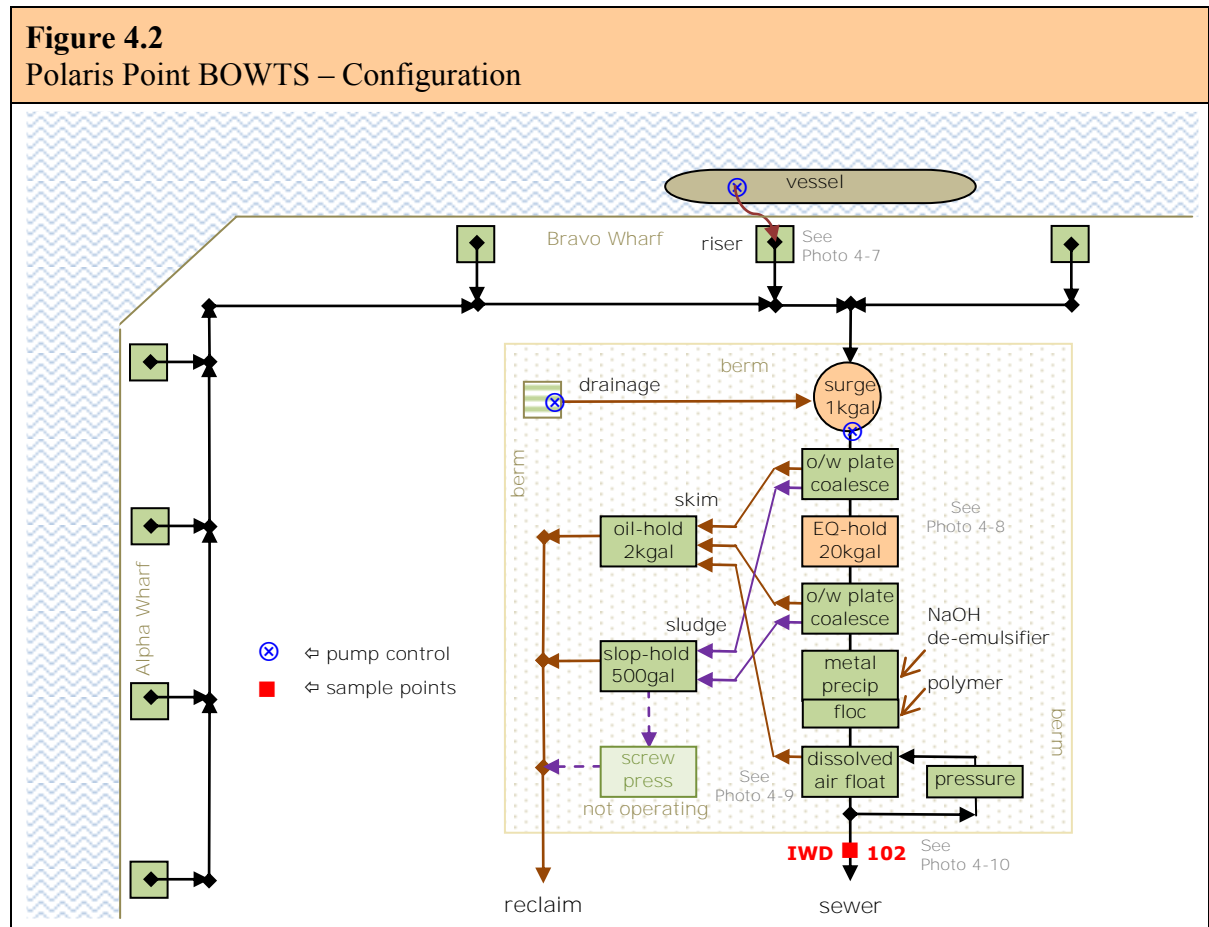 Figure 4.2
Polaris Point BOWTS – Configuration
vessel
Bravo Wharf
riser
See
Photo 4-7
berm
drainage
surge
1kgal
berm
o/w plate
coalesce
skim
See
Photo 4-8
oil-hold
2kgal
EQ-hold
20kgal
Alpha Wharf
o/w plate
coalesce
NaOH
de-emulsifier
sludge
⇦ pump control
slop-hold
500gal
metal
precip
polymer
⇦ sample points
floc
berm
screw
press
not operating
See
Photo 4-9
dissolved
air float
pressure
IWD 102
See
Photo 4-10
reclaim
sewer